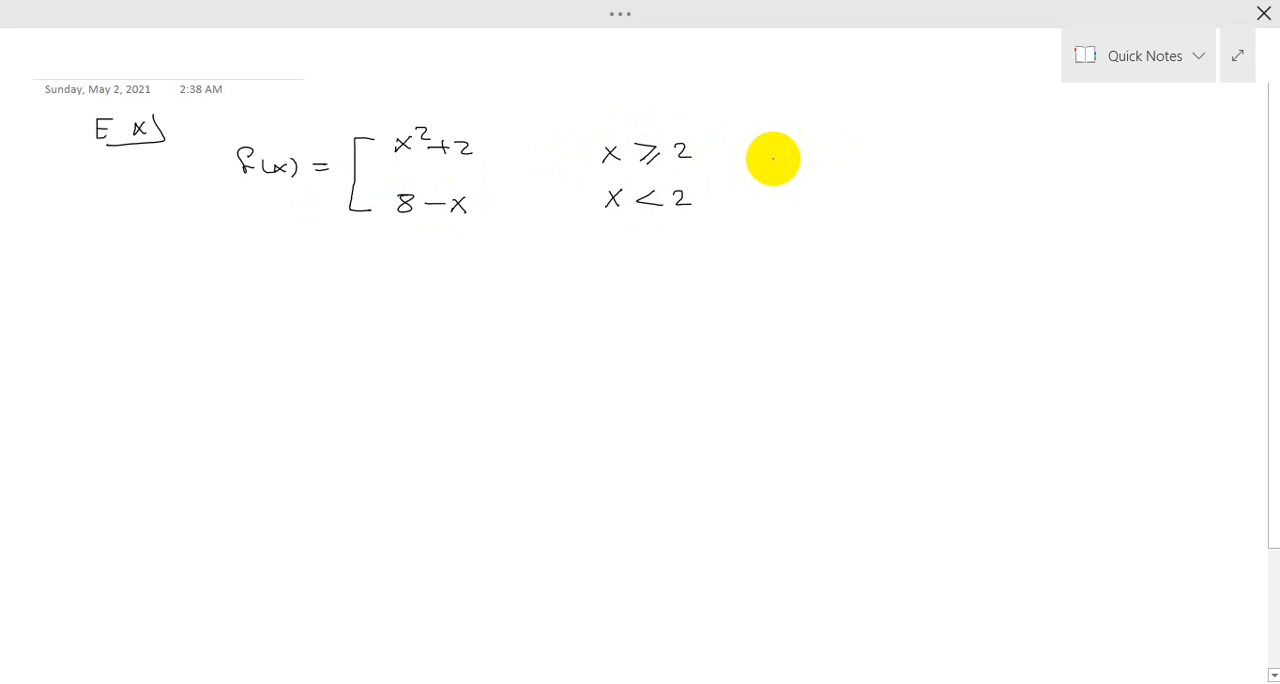 Quick Notes
Sunday, May 2, 2021 2:38 AM
Ex)
f(x) = [ x²+2 x ⩾ 2
8 - x x < 2